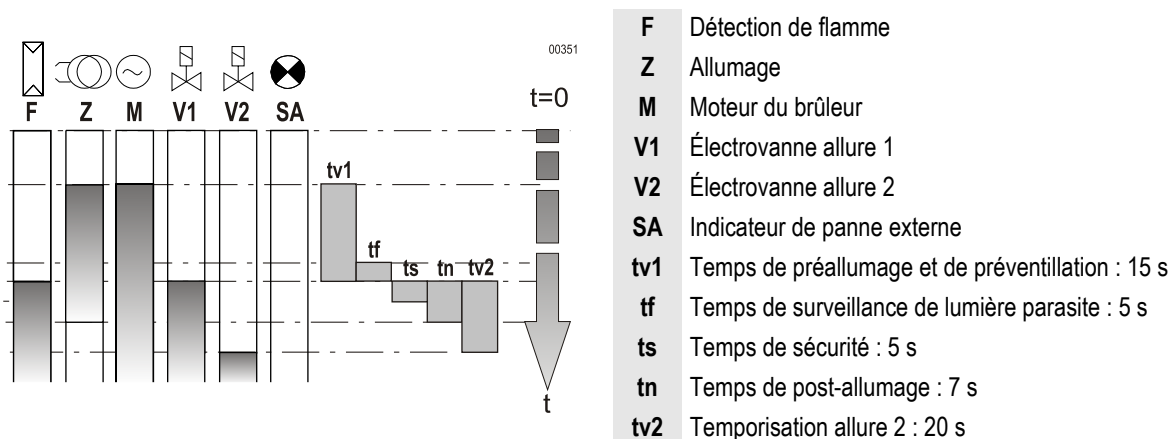 00351
t=0
F Z M V1 V2 SA
tv1
tf
ts tn tv2
t
F Détection de flamme
Z Allumage
M Moteur du brûleur
V1 Électrovanne allure 1
V2 Électrovanne allure 2
SA Indicateur de panne externe
tv1 Temps de préallumage et de préventillation : 15 s
tf Temps de surveillance de lumière parasite : 5 s
ts Temps de sécurité : 5 s
tn Temps de post-allumage : 7 s
tv2 Temporisation allure 2 : 20 s